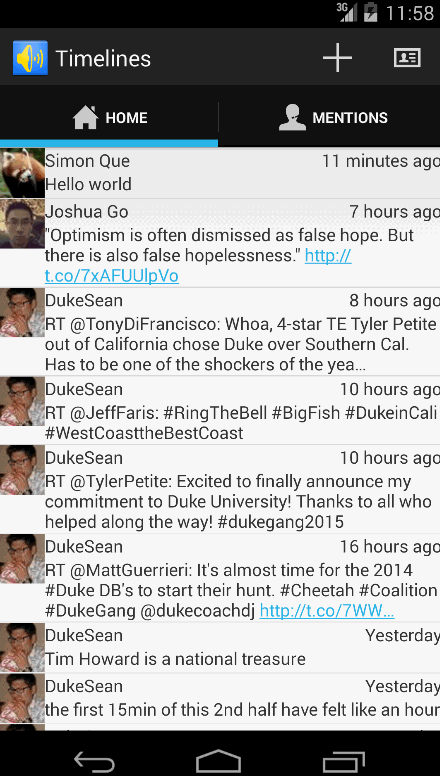 3G 11:58
Timelines
HOME MENTIONS
Simon Que 11 minutes ago
Hello world
Joshua Go 7 hours ago
"Optimism is often dismissed as false hope. But
there is also false hopelessness." http://
t.co/7xAFUUlpVo
DukeSean 8 hours ago
RT @TonyDiFrancisco: Whoa, 4-star TE Tyler Petite
out of California chose Duke over Southern Cal.
Has to be one of the shockers of the yea…
DukeSean 10 hours ago
RT @JeffFaris: #RingTheBell #BigFish #DukeinCali
#WestCoasttheBestCoast
DukeSean 10 hours ago
RT @TylerPetite: Excited to finally announce my
commitment to Duke University! Thanks to all who
helped along the way! #dukegang2015
DukeSean 16 hours ago
RT @MattGuerrieri: It's almost time for the 2014
#Duke DB's to start their hunt. #Cheetah #Coalition
#DukeGang @dukecoachdj http://t.co/7WW…
DukeSean Yesterday
Tim Howard is a national treasure
DukeSean Yesterday
the first 15min of this 2nd half have felt like an hour